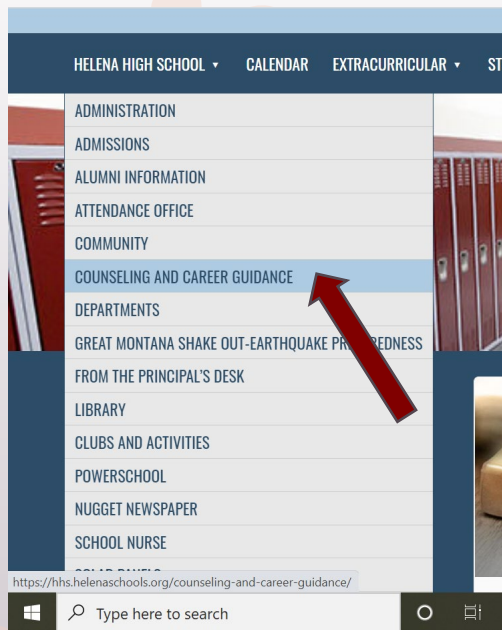 HELENA HIGH SCHOOL ▾ CALENDAR EXTRACURRICULAR ▾ ST
ADMINISTRATION
ADMISSIONS
ALUMNI INFORMATION
ATTENDANCE OFFICE
COMMUNITY
COUNSELING AND CAREER GUIDANCE
DEPARTMENTS
GREAT MONTANA SHAKE OUT-EARTHQUAKE
FROM THE PRINCIPAL'S DESK
LIBRARY
CLUBS AND ACTIVITIES
POWERSCHOOL
NUGGET NEWSPAPER
SCHOOL NURSE
https://hhs.helenaschools.org/counseling-and-career-guidance/
Type here to search